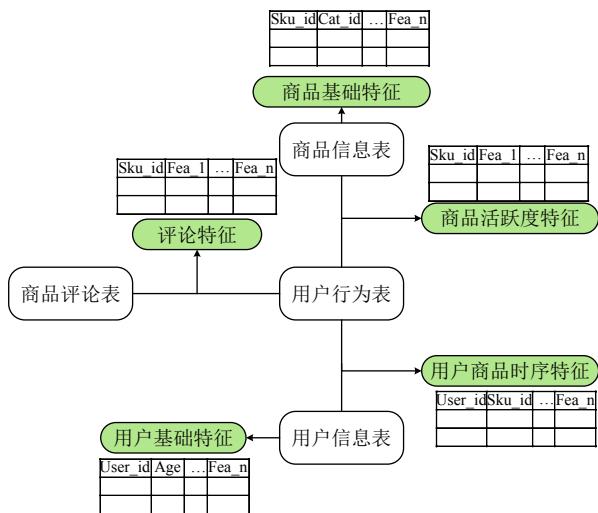 Sku_id Cat_id … Fea_n
商品基础特征
商品信息表
Sku_id Fea_1 … Fea_n
Sku_id Fea_1 … Fea_n
评论特征
商品活跃度特征
商品评论表
用户行为表
用户商品时序特征
User_id Sku_id … Fea_n
用户基础特征
用户信息表
User_id Age … Fea_n